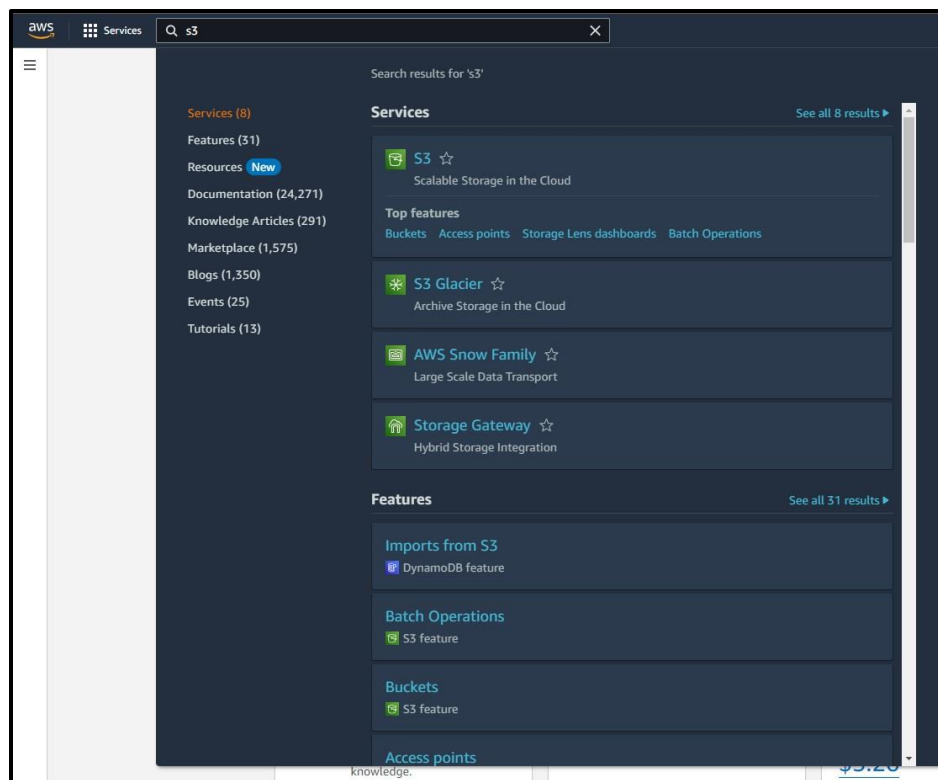 aws
Services
s3
Search results for 's3'
Services (8)
Features (31)
Resources New
Documentation (24,271)
Knowledge Articles (291)
Marketplace (1,575)
Blogs (1,350)
Events (25)
Tutorials (13)
Services
See all 8 results
S3
Scalable Storage in the Cloud
Top features
Buckets Access points Storage Lens dashboards Batch Operations
S3 Glacier
Archive Storage in the Cloud
AWS Snow Family
Large Scale Data Transport
Storage Gateway
Hybrid Storage Integration
Features
See all 31 results
Imports from S3
DynamoDB feature
Batch Operations
S3 feature
Buckets
S3 feature
Access points
knowledge.